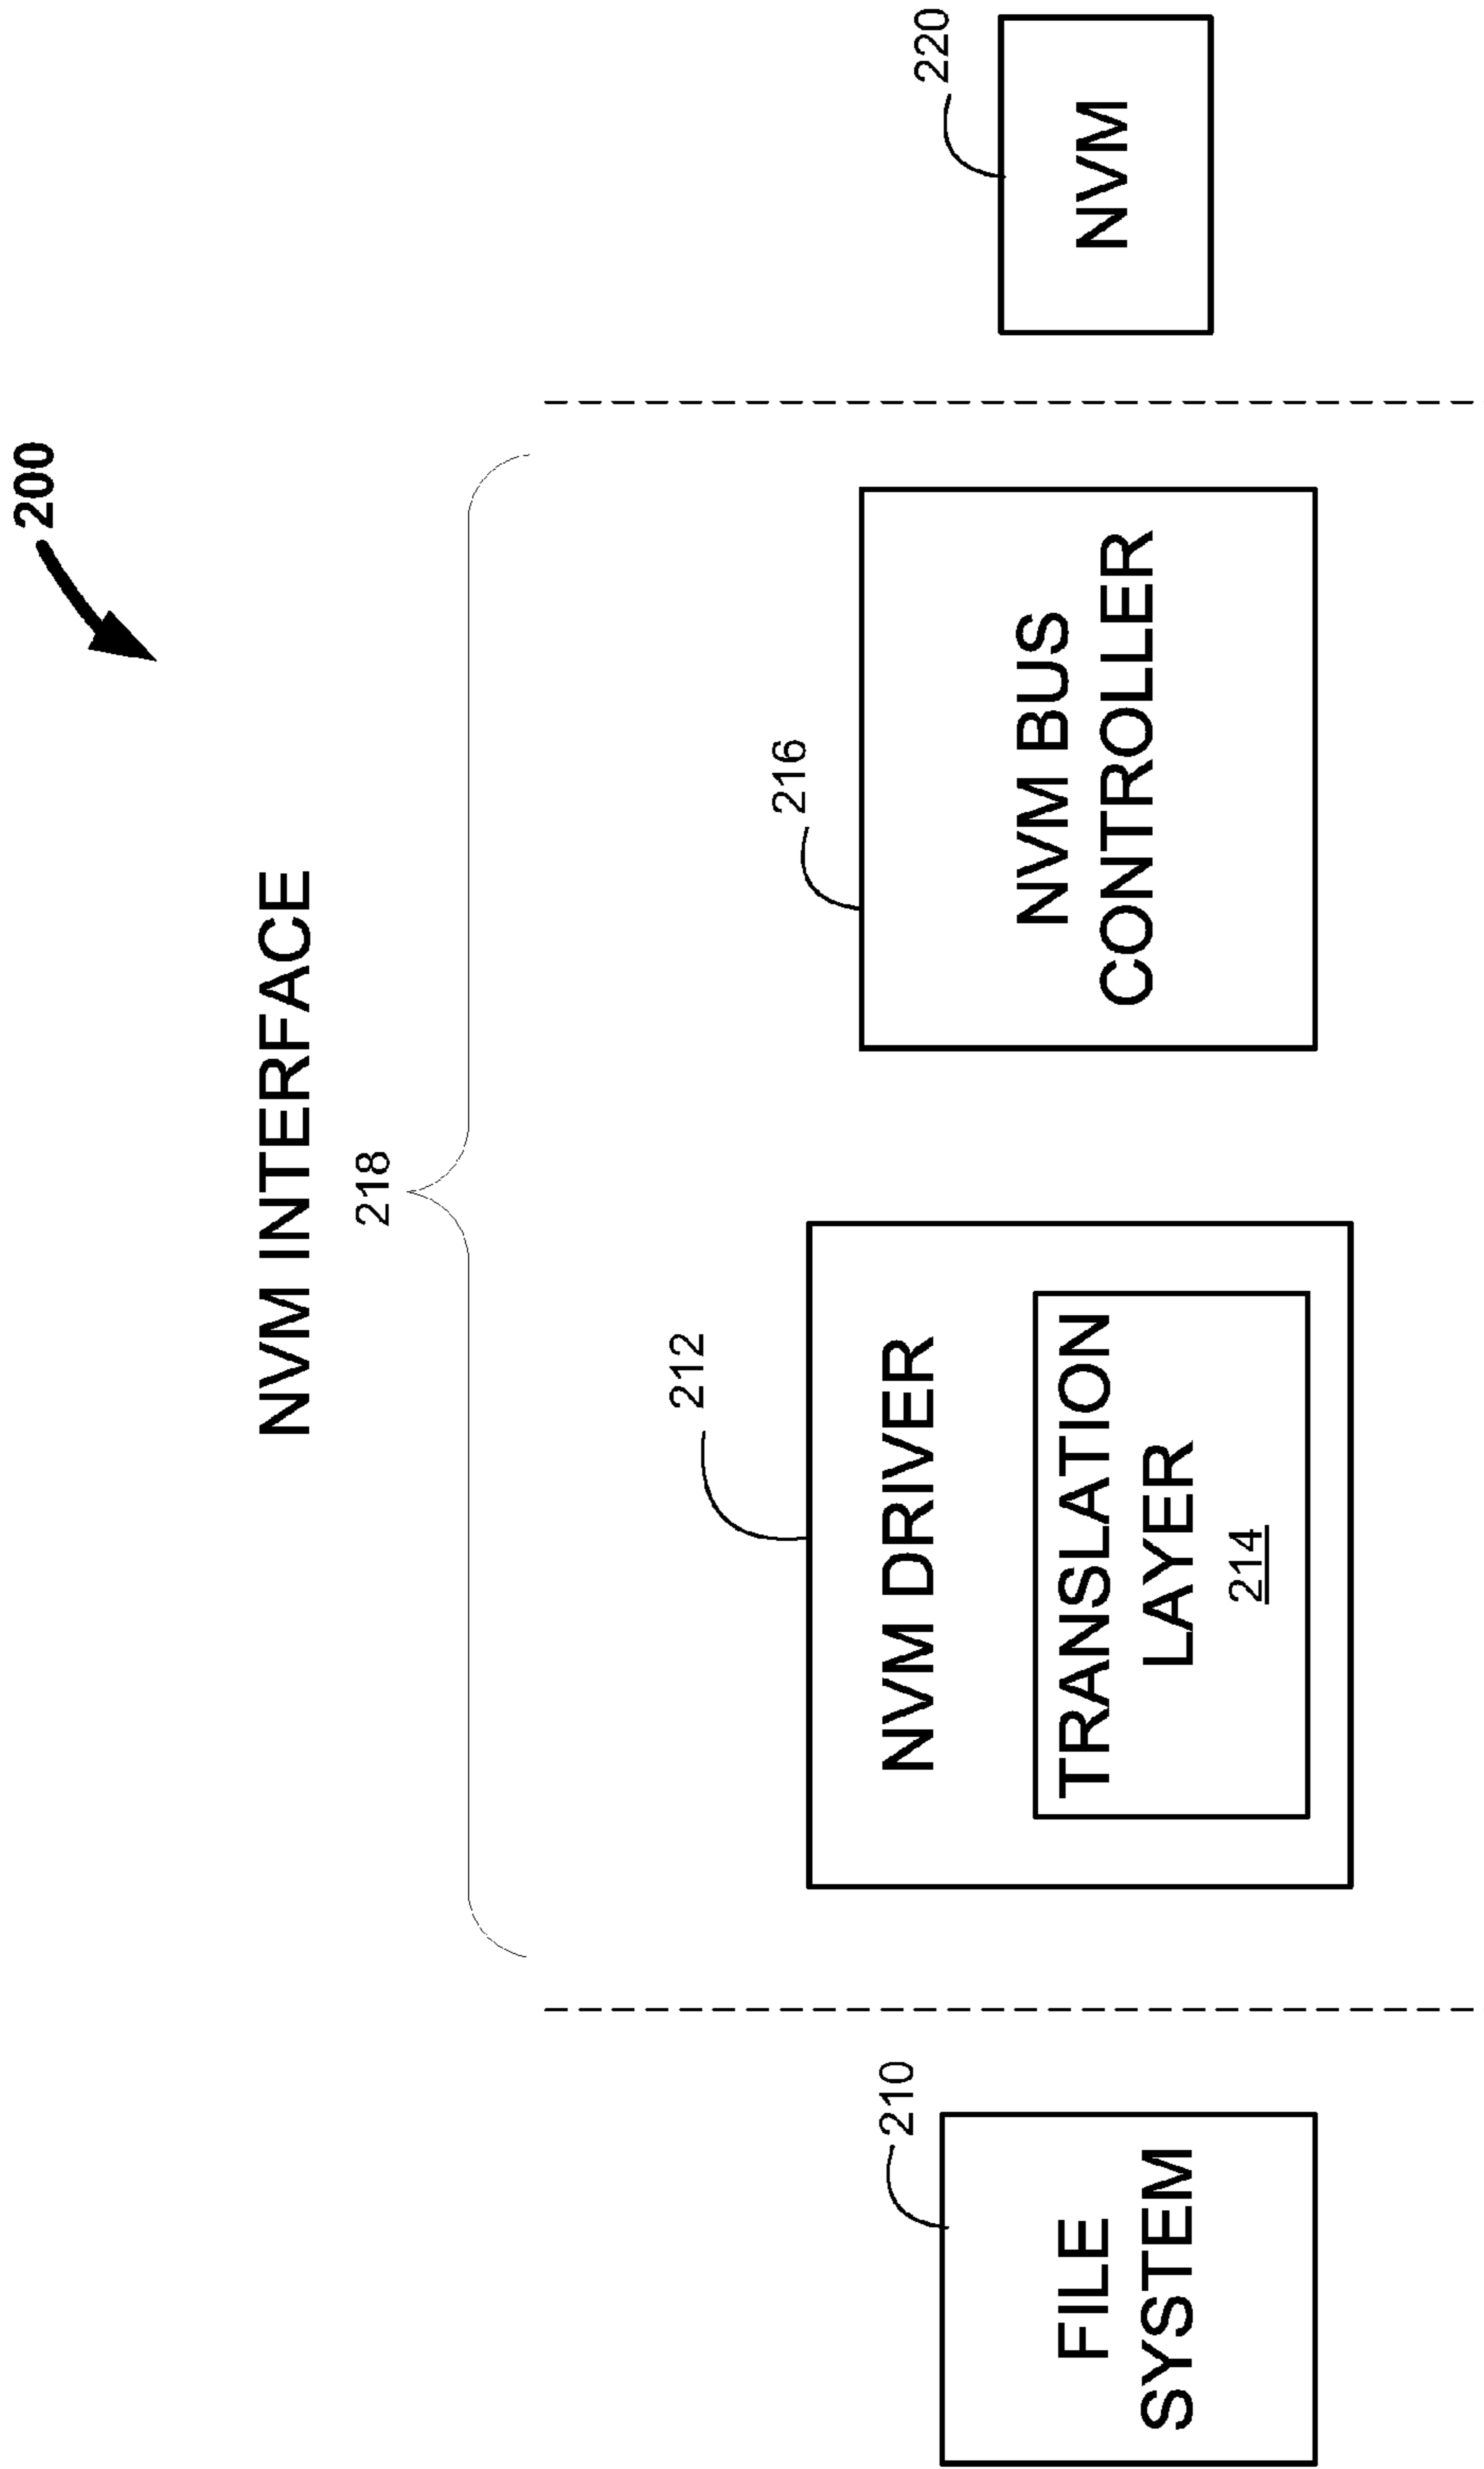 200
NVM INTERFACE
218
210
FILE
SYSTEM
212
NVM DRIVER
TRANSLATION
LAYER
214
216
NVM BUS
CONTROLLER
220
NVM